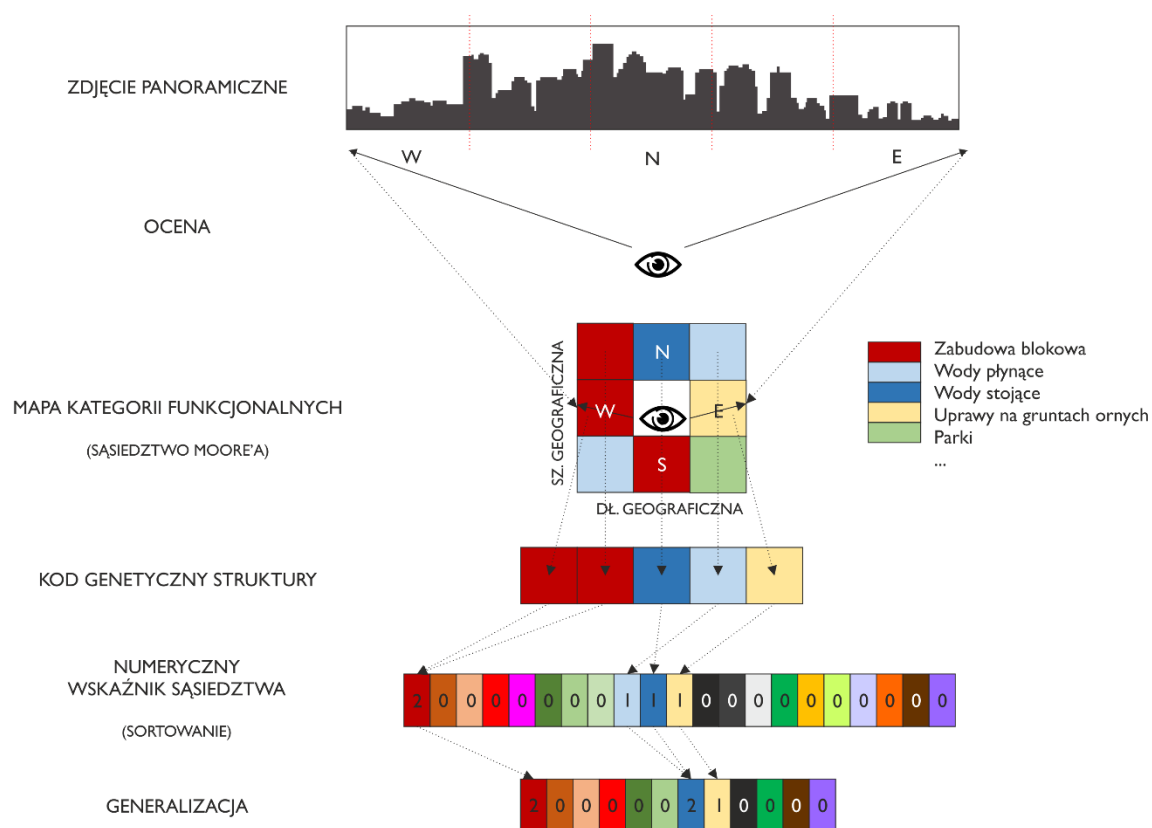 ZDJĘCIE PANORAMICZNE
W N E
OCENA
SZ. GEOGRAFICZNA
N
W E
S
DŁ. GEOGRAFICZNA
MAPA KATEGORII FUNKCJONALNYCH
(SĄSIEDZTWO MOORE'A)
Zabudowa blokowa
Wody płynące
Wody stojące
Uprawy na gruntach ornych
Parki
...
KOD GENETYCZNY STRUKTURY
NUMERYCZNY
WSKAŹNIK SĄSIEDZTWA
(SORTOWANIE)
2 0 0 0 0 0 0 0 1 1 1 0 0 0 0 0 0 0 0 0 0
GENERALIZACJA
2 0 0 0 0 0 2 1 0 0 0 0